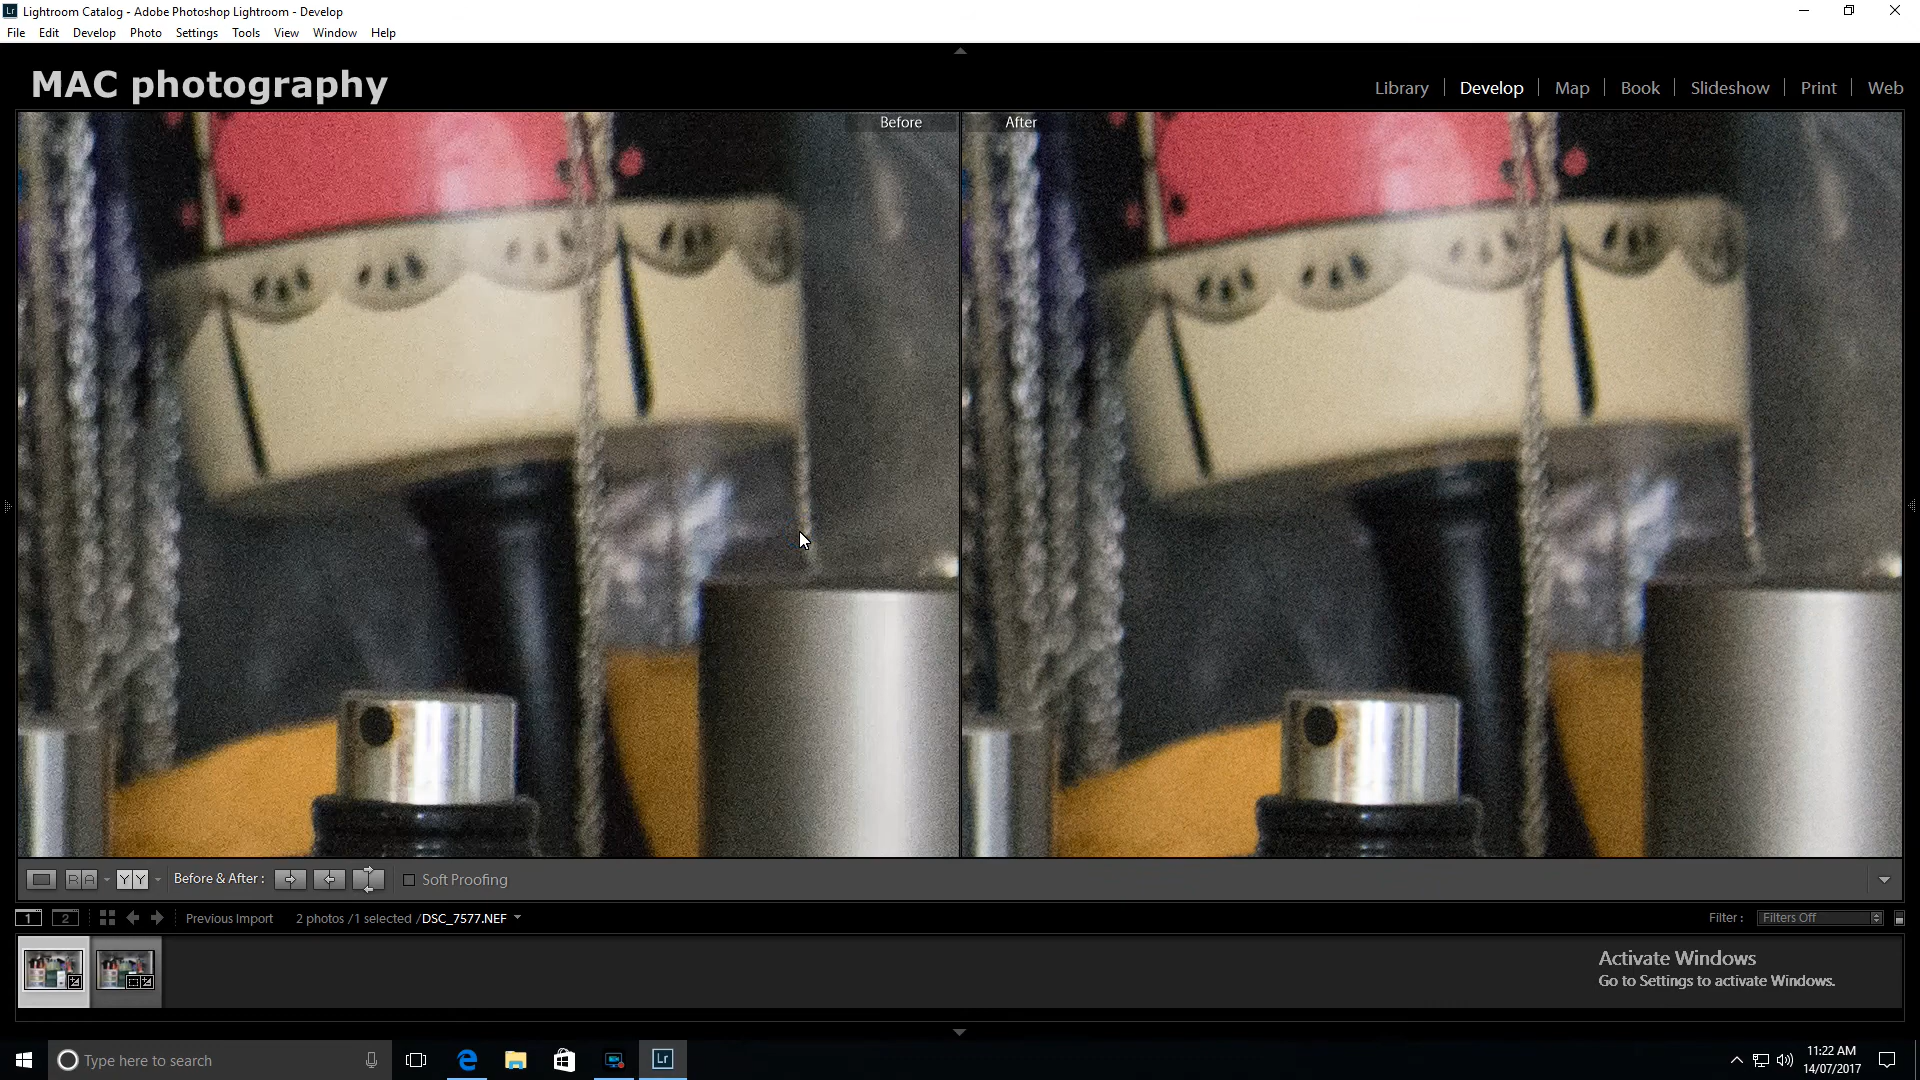 Lr Lightroom Catalog - Adobe Photoshop Lightroom - Develop
File Edit Develop Photo Settings Tools View Window Help
MAC photography
Library Develop Map Book Slideshow Print Web
Before After
R A Y Y Before & After : Soft Proofing
1 2 Previous Import 2 photos /1 selected /DSC_7577.NEF Filter : Filters Off
Activate Windows
Go to Settings to activate Windows.
Type here to search Lr 11:22 AM
14/07/2017